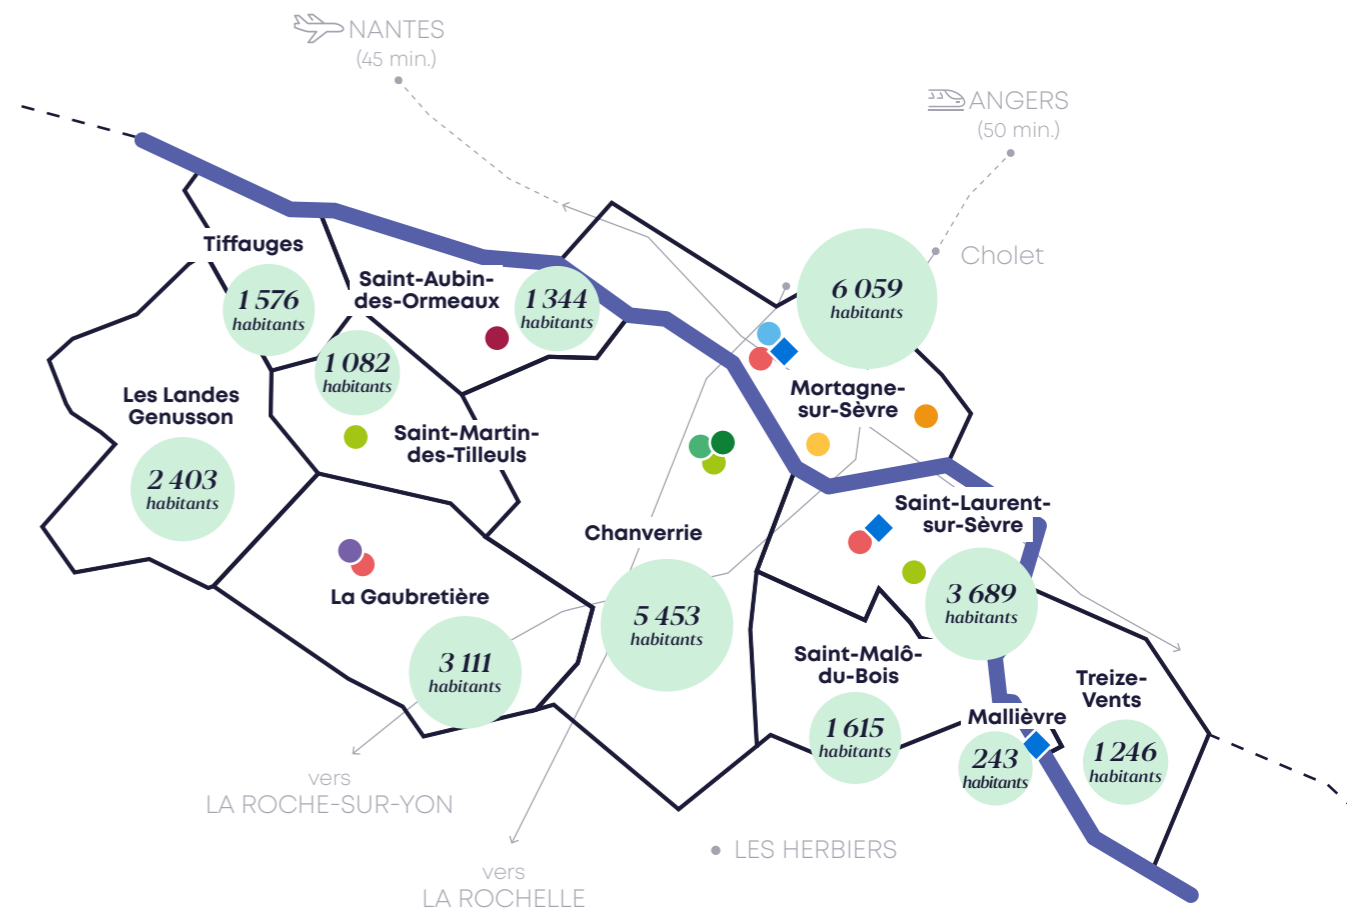 NANTES
(45 min.)
ANGERS
(50 min.)
Cholet
Tiffauges
1 576
habitants
Saint-Aubin-
des-Ormeaux
1 344
habitants
6 059
habitants
1 082
habitants
Les Landes
Genusson
2 403
habitants
Saint-Martin-
des-Tilleuls
Mortagne-
sur-Sèvre
Saint-Laurent-
sur-Sèvre
3 689
habitants
Chanverrie
5 453
habitants
La Gaubretière
3 111
habitants
Saint-Malô-
du-Bois
1 615
habitants
Mallièvre
243
habitants
Treize-
Vents
1 246
habitants
vers
LA ROCHE-SUR-YON
LES HERBIERS
vers
LA ROCHELLE